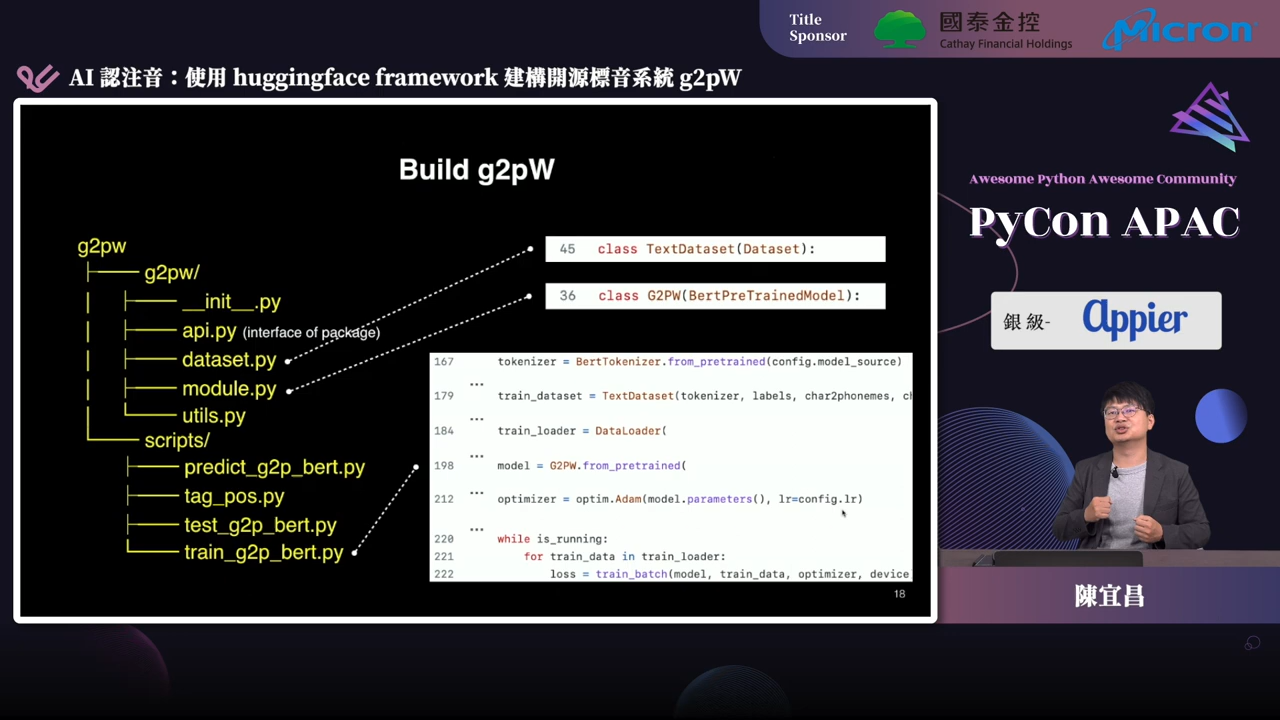 Title
Sponsor
國泰金控
Cathay Financial Holdings
Micron
AI 認注音：使用 huggingface framework 建構開源標音系統 g2pW
Build g2pW
g2pw
g2pw/
__init__.py
api.py (interface of package)
dataset.py
module.py
utils.py
scripts/
predict_g2p_bert.py
tag_pos.py
test_g2p_bert.py
train_g2p_bert.py
45 class TextDataset(Dataset):
36 class G2PW(BertPreTrainedModel):
167 tokenizer = BertTokenizer.from_pretrained(config.model_source)
...
179 train_dataset = TextDataset(tokenizer, labels, char2phonemes, ch
...
184 train_loader = DataLoader(
...
198 model = G2PW.from_pretrained(
...
212 optimizer = optim.Adam(model.parameters(), lr=config.lr)
...
220 while is_running:
221 for train_data in train_loader:
222 loss = train_batch(model, train_data, optimizer, device
18
Awesome Python Awesome Community
PyCon APAC
銀級- Appier
陳宜昌